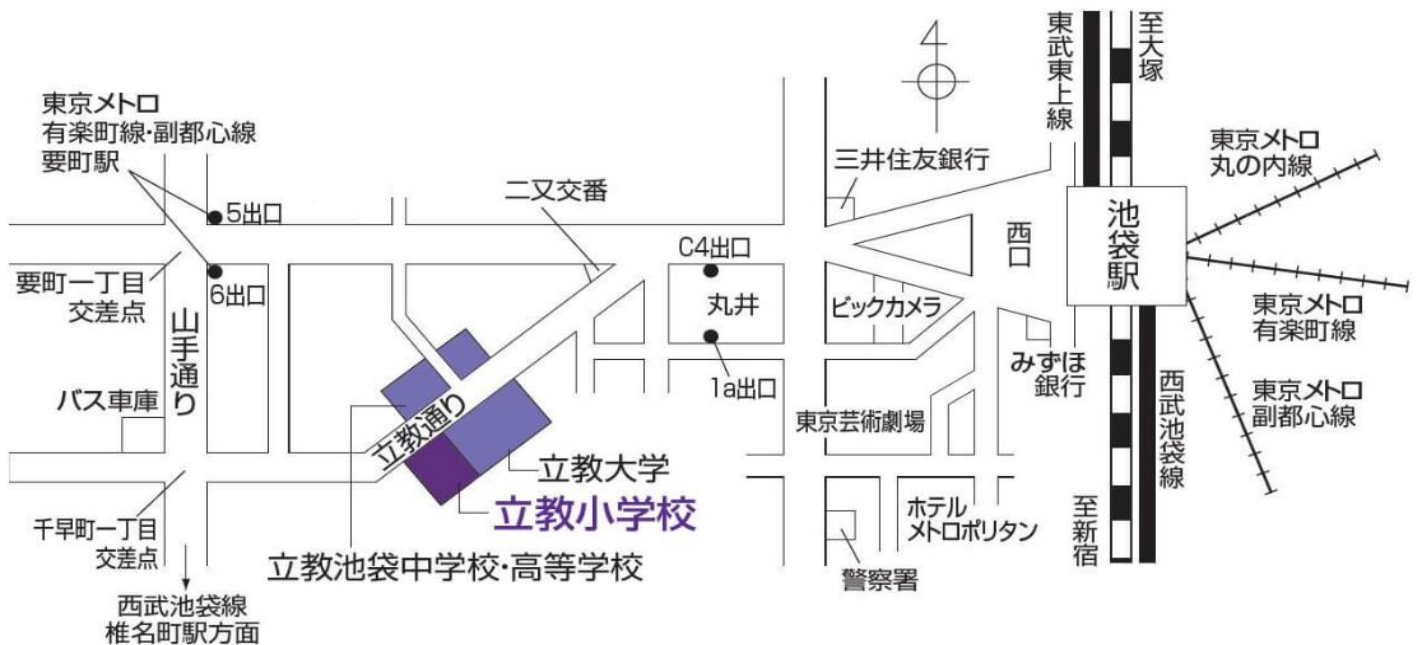 東京メトロ
有楽町線・副都心線
要町駅
5出口
6出口
要町一丁目
交差点
山手通り
バス車庫
千早町一丁目
交差点
西武池袋線
椎名町駅方面
二又交番
立教通り
立教大学
立教小学校
立教池袋中学校・高等学校
C4出口
丸井
1a出口
三井住友銀行
ビックカメラ
東京芸術劇場
ホテル
メトロポリタン
警察署
4
西口
みずほ
銀行
池袋駅
東武東上線
至大塚
東京メトロ
丸の内線
東京メトロ
有楽町線
東京メトロ
副都心線
西武池袋線
至新宿